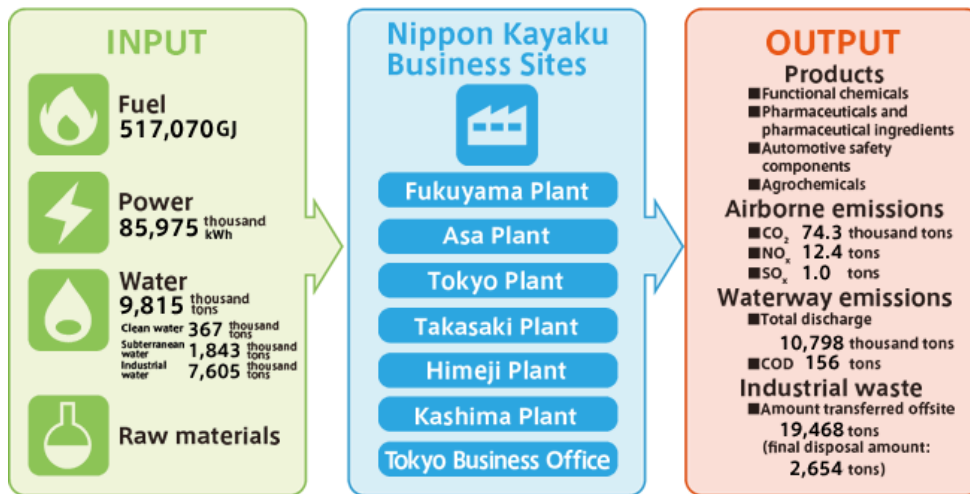 INPUT
Fuel
517,070 GJ
Power
85,975 thousand kWh
Water
9,815 thousand tons
Clean water 367 thousand tons
Subterranean water 1,843 thousand tons
Industrial water 7,605 thousand tons
Raw materials
Nippon Kayaku
Business Sites
Fukuyama Plant
Asa Plant
Tokyo Plant
Takasaki Plant
Himeji Plant
Kashima Plant
Tokyo Business Office
OUTPUT
Products
■Functional chemicals
■Pharmaceuticals and
pharmaceutical ingredients
■Automotive safety
components
■Agrochemicals
Airborne emissions
■CO₂ 74.3 thousand tons
■NOx 12.4 tons
■SOx 1.0 tons
Waterway emissions
■Total discharge
10,798 thousand tons
■COD 156 tons
Industrial waste
■Amount transferred offsite
19,468 tons
(final disposal amount:
2,654 tons)